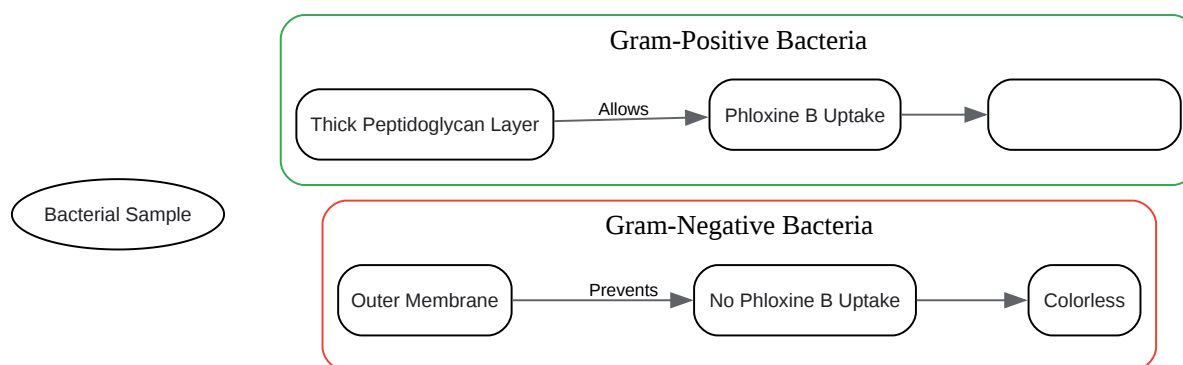 Gram-Positive Bacteria
Thick Peptidoglycan Layer
Allows
Phloxine B Uptake
Bacterial Sample
Gram-Negative Bacteria
Outer Membrane
Prevents
No Phloxine B Uptake
Colorless